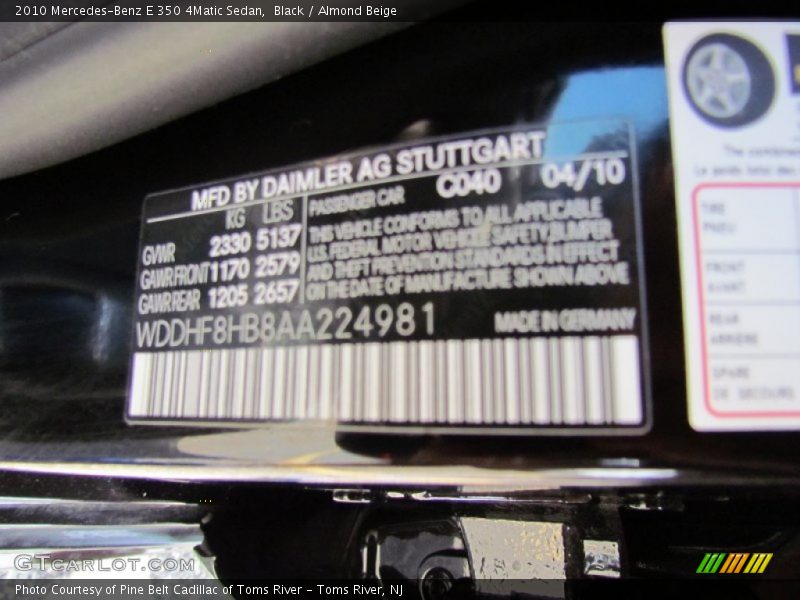 2010 Mercedes-Benz E 350 4Matic Sedan, Black / Almond Beige
MFD BY DAIMLER AG STUTTGART
KG LBS
GVWR 2330 5137
GAWR FRONT 1170 2579
GAWR REAR 1205 2657
PASSENGER CAR C040 04/10
THIS VEHICLE CONFORMS TO ALL APPLICABLE
U.S. FEDERAL MOTOR VEHICLE SAFETY, BUMPER
AND THEFT PREVENTION STANDARDS IN EFFECT
ON THE DATE OF MANUFACTURE SHOWN ABOVE
WDDHF8HB8AA224981
MADE IN GERMANY
The combined
TIRE
PNEU
FRONT
AVANT
REAR
ARRIERE
SPARE
DE SECOURS
GTCARLOT.COM
Photo Courtesy of Pine Belt Cadillac of Toms River - Toms River, NJ